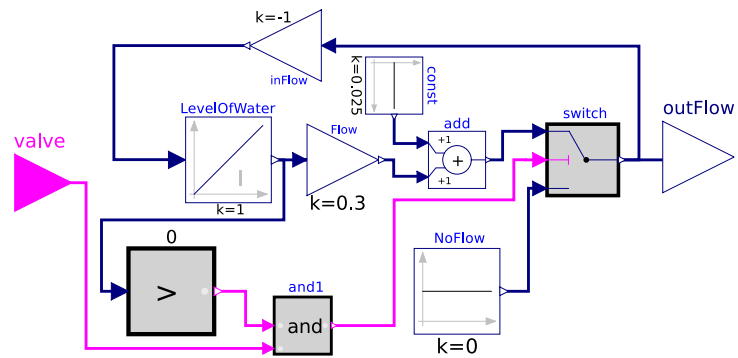 k=-1
inFlow
k=0.025
const
LevelOfWater
I
k=1
Flow
k=0.3
add
+1
+
+1
switch
outFlow
valve
0
>
and1
and
NoFlow
k=0